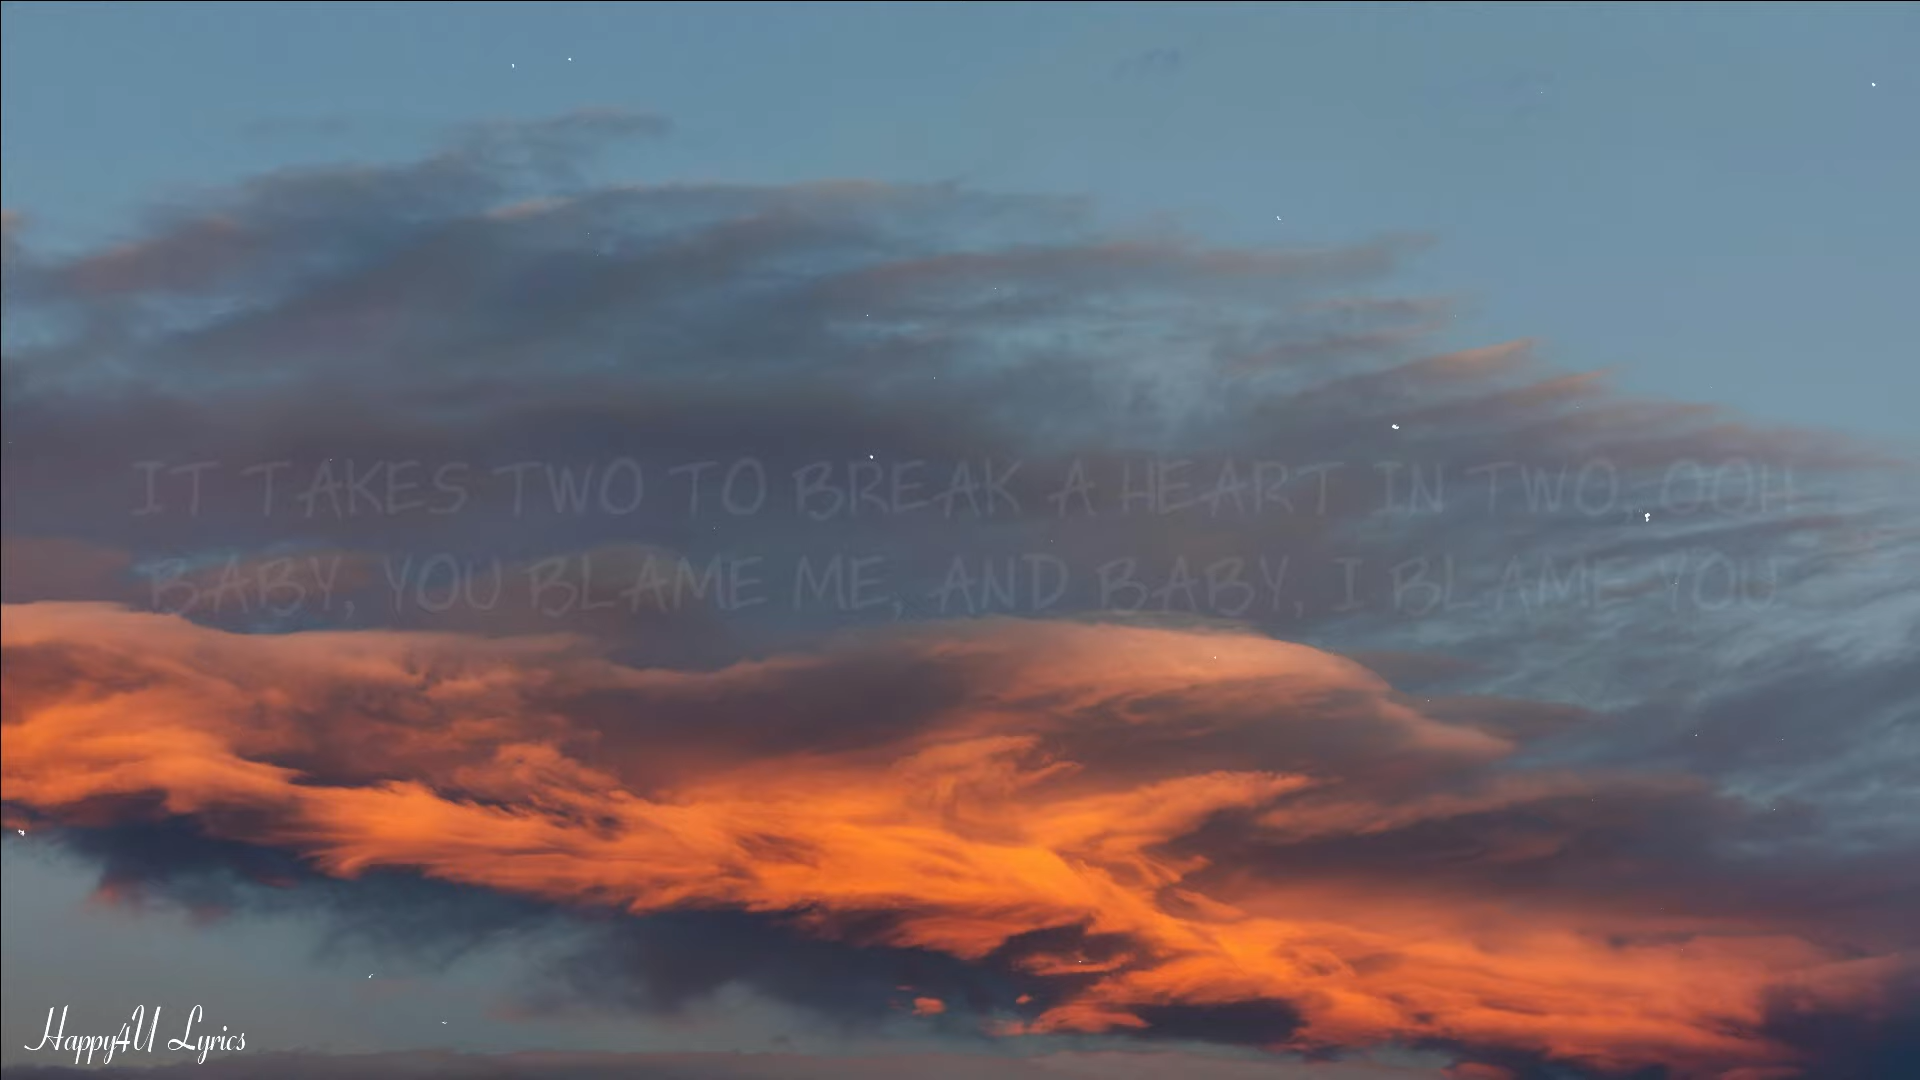 IT TAKES TWO TO BREAK A HEART IN TWO, OOH
BABY, YOU BLAME ME, AND BABY, I BLAME YOU
Happy4U Lyrics